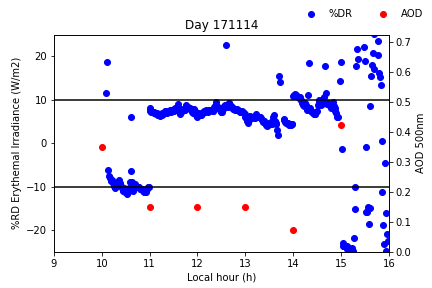 %DR AOD
Day 171114
%RD Erythemal Irradiance (W/m2)
20
10
0
−10
−20
0.7
0.6
0.5
0.4
0.3
0.2
0.1
0.0
AOD 500nm
9 10 11 12 13 14 15 16
Local hour (h)